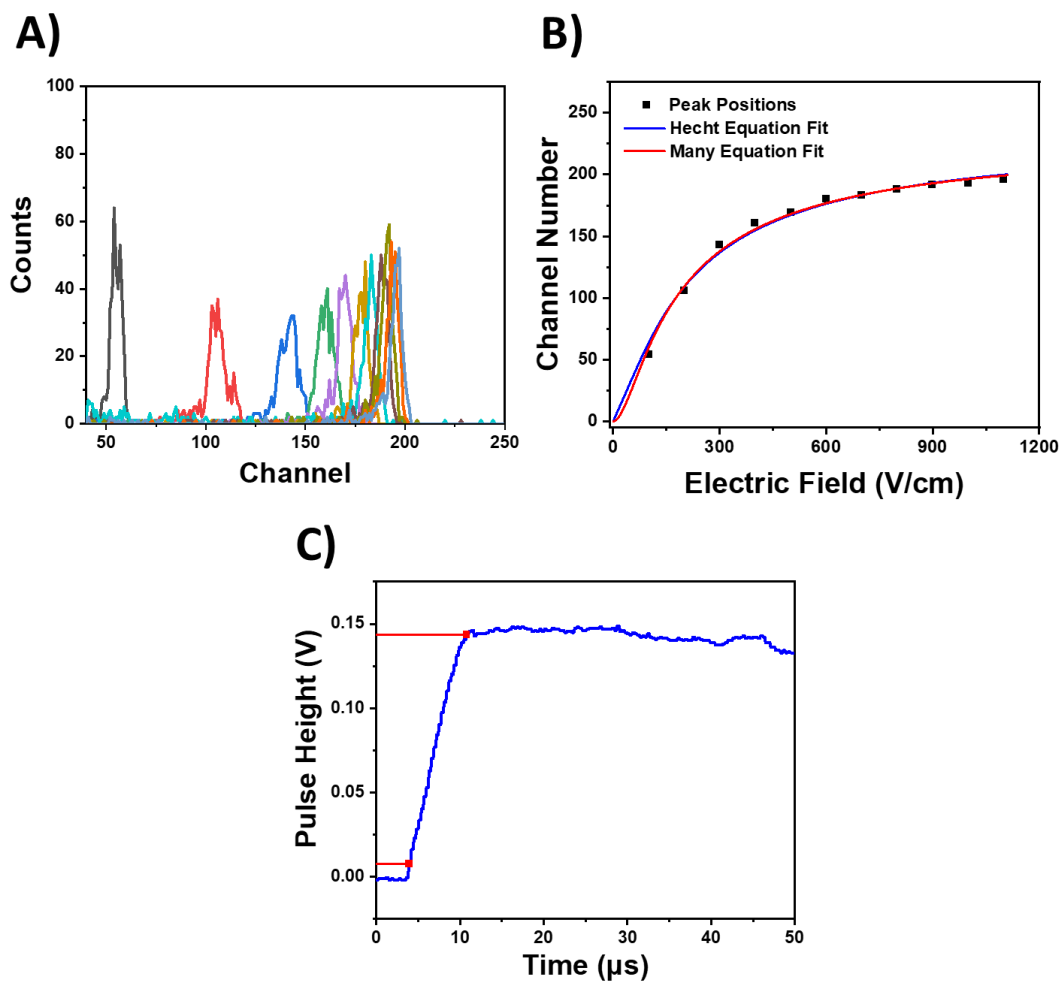 A)
100
80
60
40
20
0
Counts
50
100
150
200
250
Channel
B)
250
200
150
100
50
0
Channel Number
Peak Positions
Hecht Equation Fit
Many Equation Fit
0
300
600
900
1200
Electric Field (V/cm)
C)
0.15
0.10
0.05
0.00
Pulse Height (V)
0
10
20
30
40
50
Time (µs)